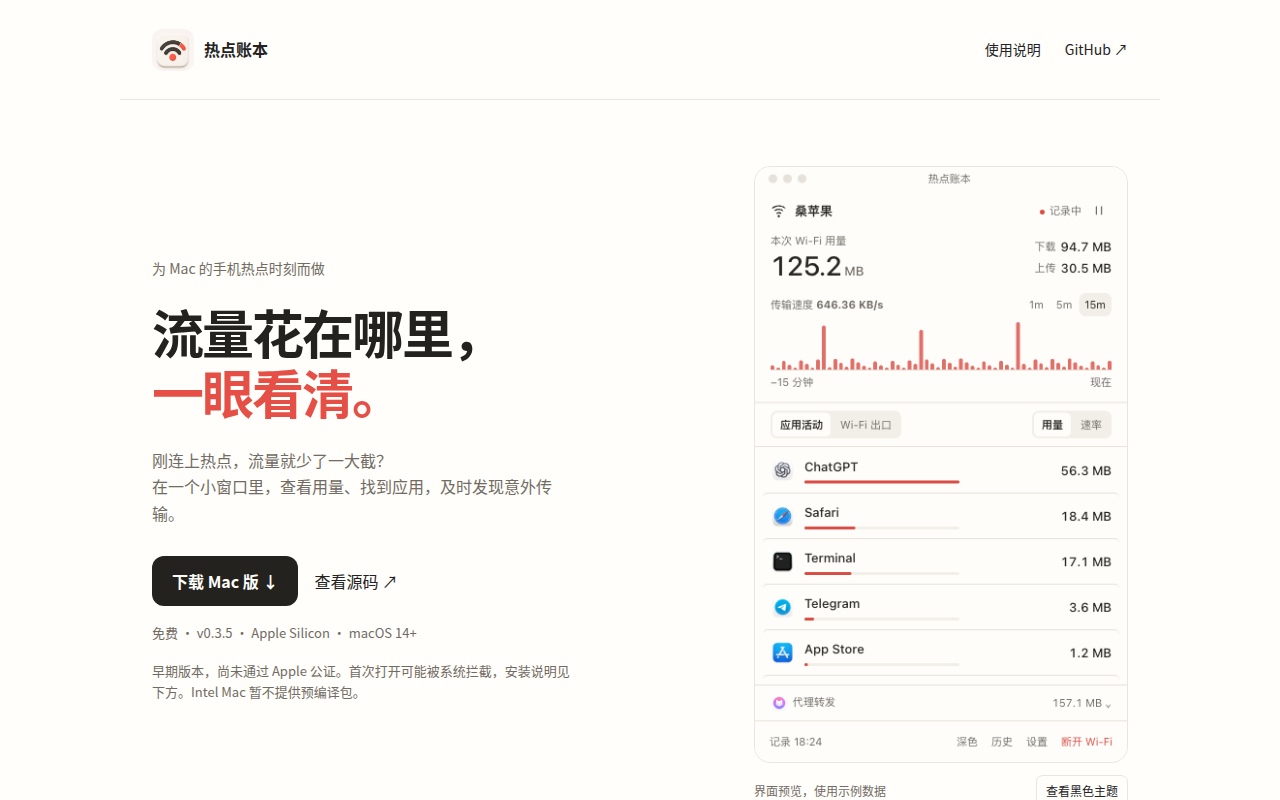 热点账本
使用说明
GitHub ↗
为 Mac 的手机热点时刻而做
流量花在哪里，
一眼看清。
刚连上热点，流量就少了一大截？
在一个小窗口里，查看用量、找到应用，及时发现意外传
输。
下载 Mac 版 ↓
查看源码 ↗
免费 · v0.3.5 · Apple Silicon · macOS 14+
早期版本，尚未通过 Apple 公证。首次打开可能被系统拦截，安装说明见
下方。Intel Mac 暂不提供预编译包。
热点账本
桑苹果
记录中
本次 Wi-Fi 用量
125.2 MB
下载 94.7 MB
上传 30.5 MB
传输速度 646.36 KB/s
1m 5m 15m
−15 分钟
现在
应用活动
Wi-Fi 出口
用量
速率
ChatGPT
56.3 MB
Safari
18.4 MB
Terminal
17.1 MB
Telegram
3.6 MB
App Store
1.2 MB
代理转发
157.1 MB
记录 18:24
深色
历史
设置
断开 Wi-Fi
界面预览，使用示例数据
查看黑色主题